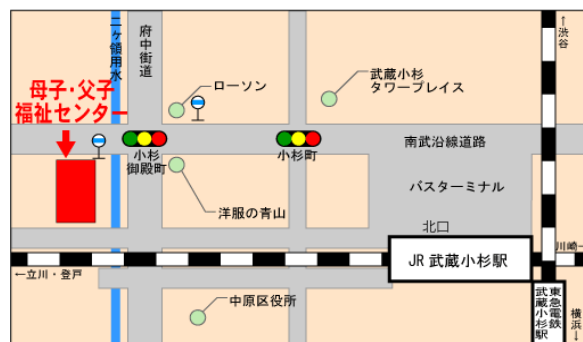 二ヶ領用水
府中街道
←渋谷
母子・父子
福祉センター
ローソン
武蔵小杉
タワープレイス
南武沿線道路
小杉
御殿町
小杉町
バスターミナル
洋服の青山
北口
JR 武蔵小杉駅
川崎→
←立川・登戸
中原区役所
東急電鉄
武蔵小杉駅
横浜→